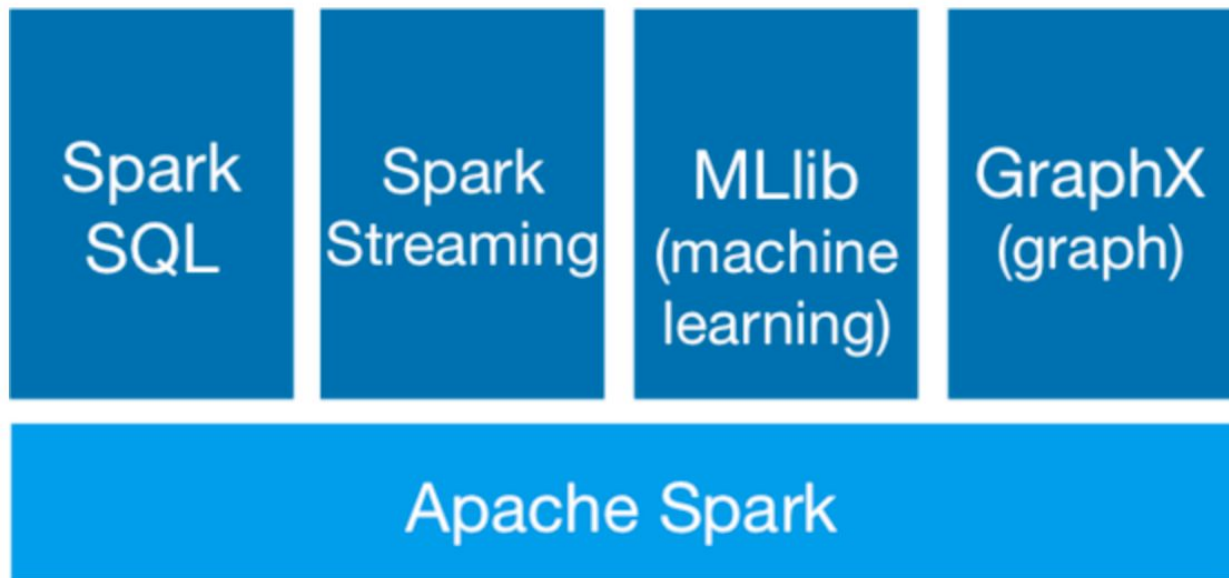 Spark
SQL
Spark
Streaming
MLlib
(machine
learning)
GraphX
(graph)
Apache Spark